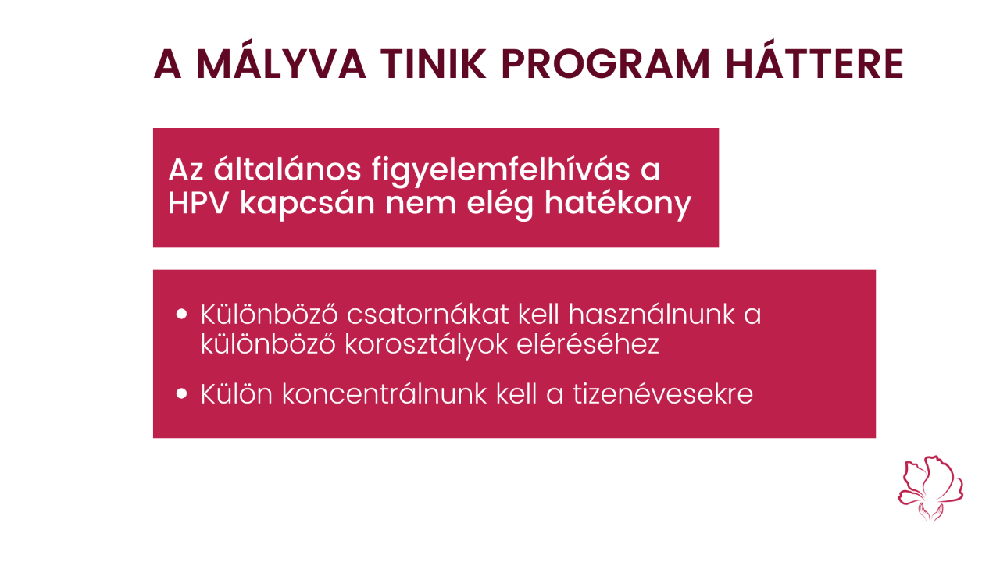 A MÁLYVA TINIK PROGRAM HÁTTERE
Az általános figyelemfelhívás a
HPV kapcsán nem elég hatékony
• Különböző csatornákat kell használnunk a
különböző korosztályok eléréséhez
• Külön koncentrálnunk kell a tizenévesekre